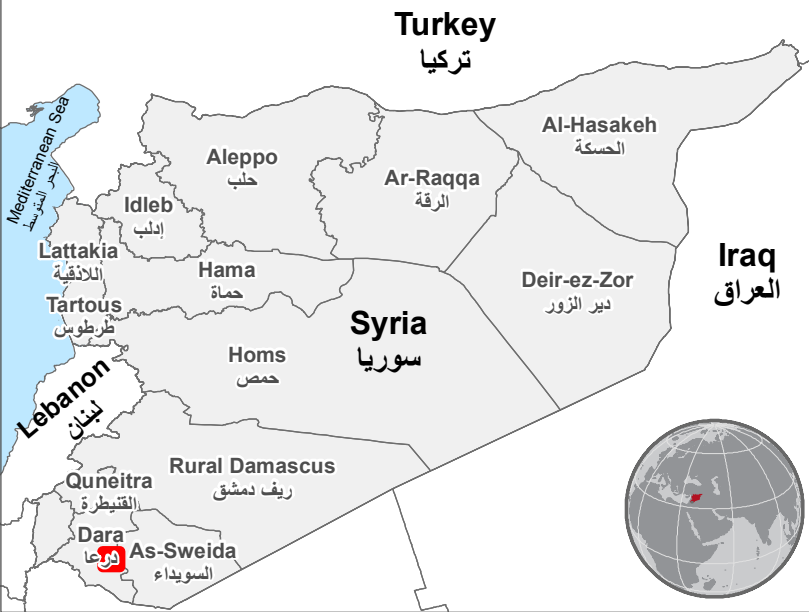 Turkey
تركيا
Al-Hasakeh
الحسكة
Aleppo
حلب
Ar-Raqqa
الرقة
Mediterranean Sea
البحر المتوسط
Idleb
إدلب
Lattakia
اللاذقية
Hama
حماة
Iraq
العراق
Deir-ez-Zor
دير الزور
Tartous
طرطوس
Syria
سوريا
Homs
حمص
Lebanon
لبنان
Rural Damascus
ريف دمشق
Quneitra
القنيطرة
Dara
درعا
As-Sweida
السويداء